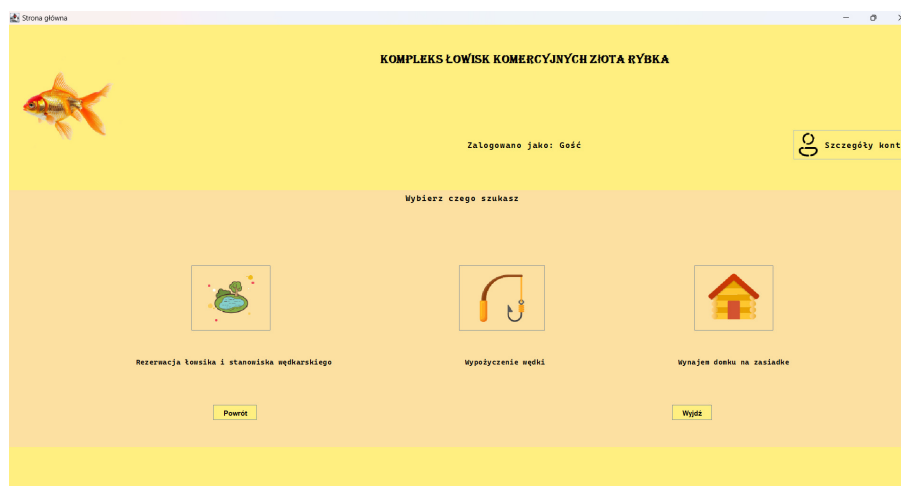 Strona główna
KOMPLEKS ŁOWISK KOMERCYJNYCH ZŁOTA RYBKA
Zalogowano jako: Gość
Szczegóły kont
Wybierz czego szukasz
Rezerwacja łowsika i stanowiska wędkarskiego
Wypożyczenie wędki
Wynajem domku na zasiadke
Powrót
Wyjdź